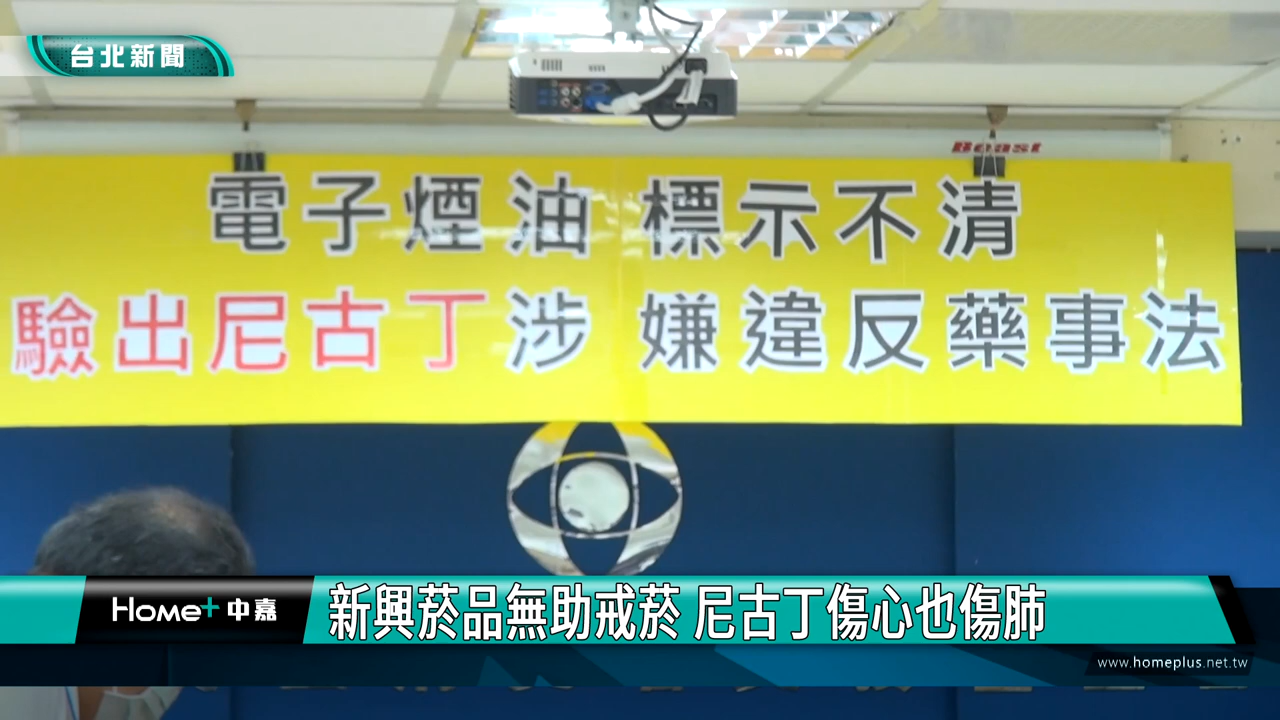 台北新聞
Beast
電子煙油 標示不清
驗出尼古丁涉 嫌違反藥事法
Home+ 中嘉
新興菸品無助戒菸 尼古丁傷心也傷肺
www.homeplus.net.tw